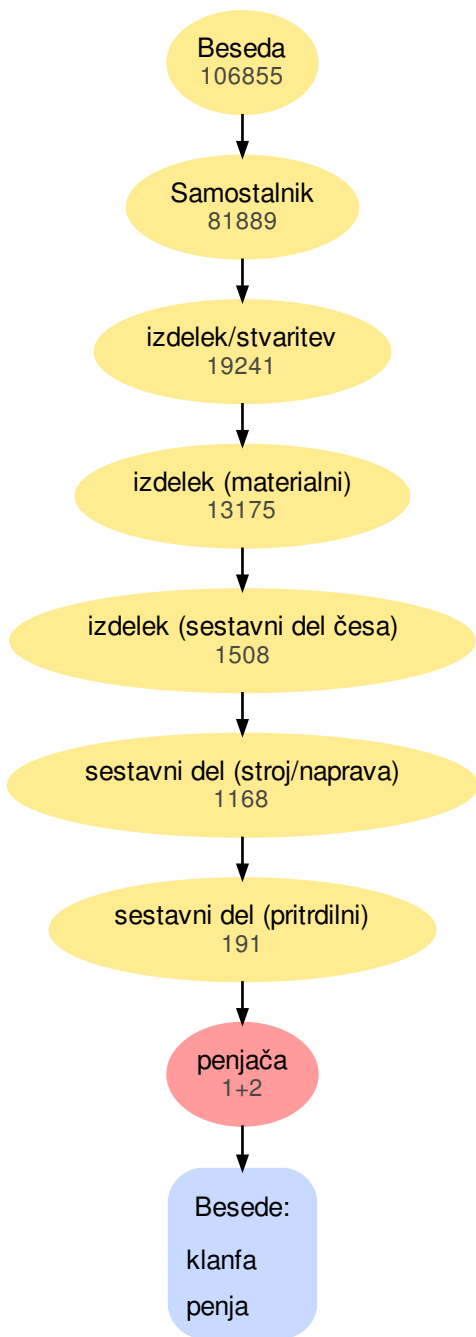 Beseda
106855
Samostalnik
81889
izdelek/stvaritev
19241
izdelek (materialni)
13175
izdelek (sestavni del česa)
1508
sestavni del (stroj/naprava)
1168
sestavni del (pritrdilni)
191
penjača
1+2
Besede:
klanfa
penja